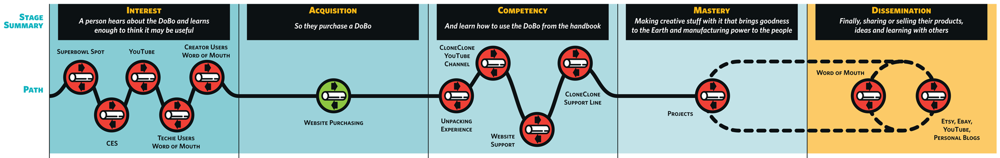 Stage
Summary
Interest
A person hears about the DoBo and learns
enough to think it may be useful
Acquisition
So they purchase a DoBo
Competency
And learn how to use the DoBo from the handbook
Mastery
Making creative stuff with it that brings goodness
to the Earth and manufacturing power to the people
Dissemination
Finally, sharing or selling their products,
ideas and learning with others
Path
Superbowl Spot
CES
YouTube
Techie Users
Word of Mouth
Creator Users
Word of Mouth
Website Purchasing
Unpacking
Experience
CloneClone
YouTube
Channel
Website
Support
CloneClone
Support Line
Projects
Word of Mouth
Etsy, Ebay,
YouTube,
Personal Blogs